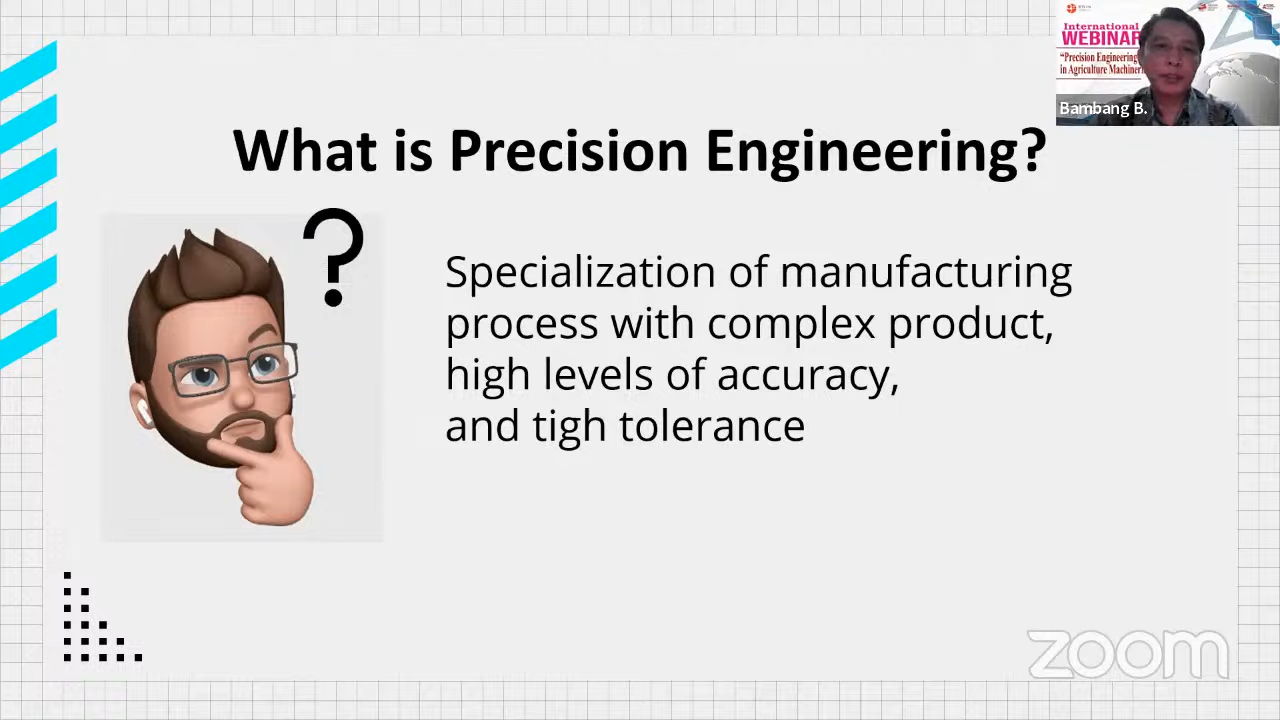 What is Precision Engineering?
?
Specialization of manufacturing
process with complex product,
high levels of accuracy,
and tigh tolerance
International
WEBINAR
"Precision Engineering
in Agriculture
Bambang B.
zoom